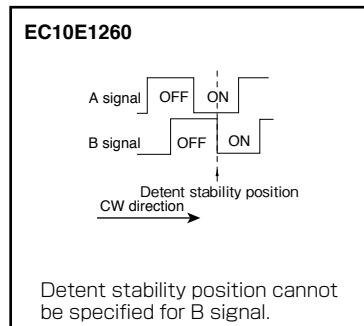 EC10E1260
A signal OFF ON
B signal OFF ON
Detent stability position
CW direction
Detent stability position cannot
be specified for B signal.